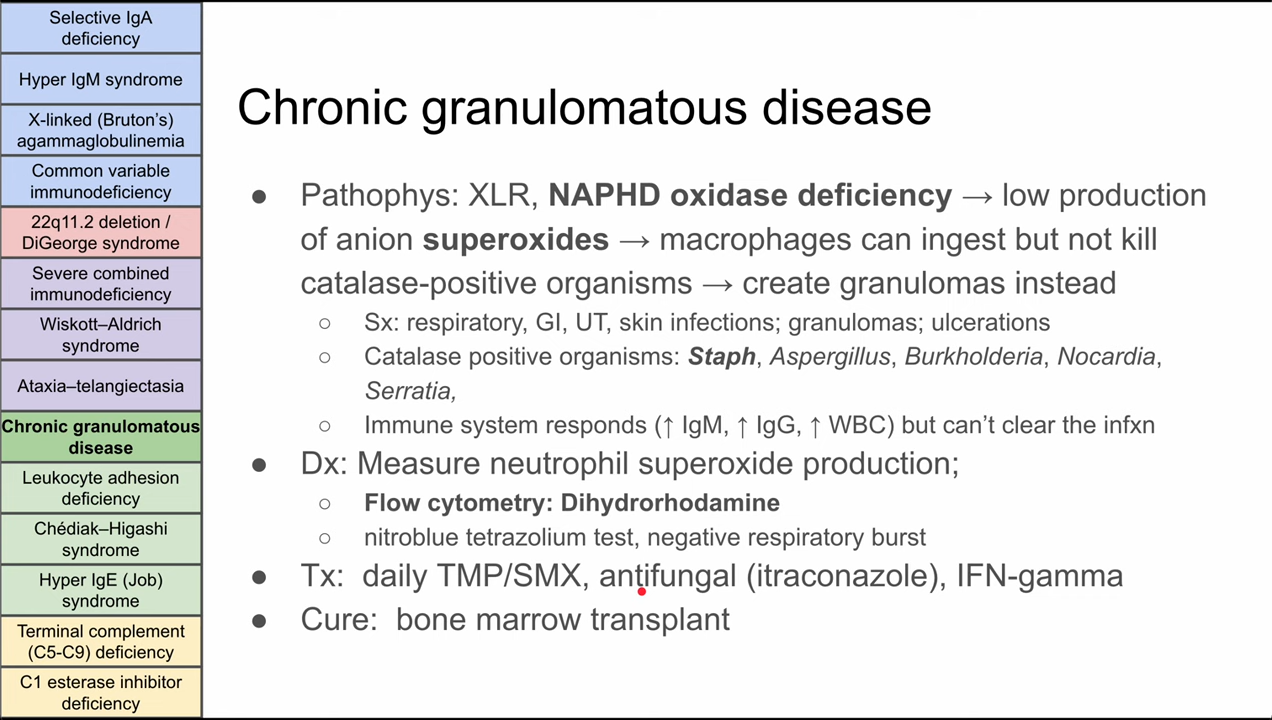 Selective IgA
deficiency
Hyper IgM syndrome
X-linked (Bruton's)
agammaglobulinemia
Common variable
immunodeficiency
22q11.2 deletion /
DiGeorge syndrome
Severe combined
immunodeficiency
Wiskott–Aldrich
syndrome
Ataxia–telangiectasia
Chronic granulomatous
disease
Leukocyte adhesion
deficiency
Chédiak–Higashi
syndrome
Hyper IgE (Job)
syndrome
Terminal complement
(C5-C9) deficiency
C1 esterase inhibitor
deficiency
Chronic granulomatous disease
● Pathophys: XLR, NAPHD oxidase deficiency → low production
of anion superoxides → macrophages can ingest but not kill
catalase-positive organisms → create granulomas instead
○ Sx: respiratory, GI, UT, skin infections; granulomas; ulcerations
○ Catalase positive organisms: Staph, Aspergillus, Burkholderia, Nocardia,
Serratia,
○ Immune system responds (↑ IgM, ↑ IgG, ↑ WBC) but can't clear the infxn
● Dx: Measure neutrophil superoxide production;
○ Flow cytometry: Dihydrorhodamine
○ nitroblue tetrazolium test, negative respiratory burst
● Tx: daily TMP/SMX, antifungal (itraconazole), IFN-gamma
● Cure: bone marrow transplant